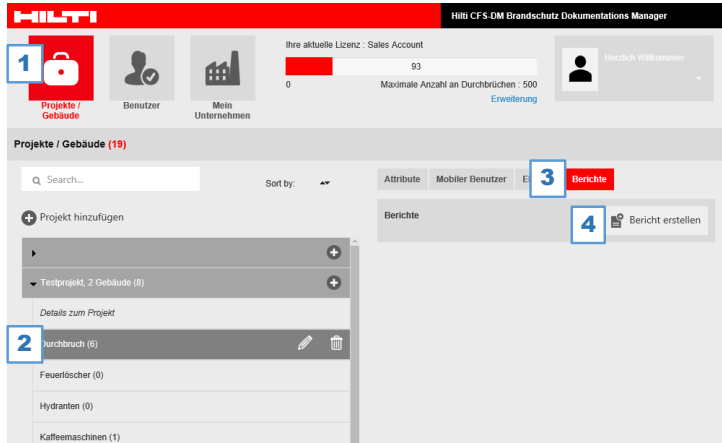 HILTI
Hilti CFS-DM Brandschutz Dokumentations Manager
1
Projekte /
Gebäude
Benutzer
Mein
Unternehmen
Ihre aktuelle Lizenz : Sales Account
93
0
Maximale Anzahl an Durchbrüchen : 500
Erweiterung
Herzlich Willkommen
Projekte / Gebäude (19)
Search...
Sort by:
Projekt hinzufügen
Testprojekt, 2 Gebäude (8)
Details zum Projekt
2
urchbruch (6)
Feuerlöscher (0)
Hydranten (0)
Kaffeemaschinen (1)
Attribute
Mobiler Benutzer
3
Berichte
Berichte
4
Bericht erstellen